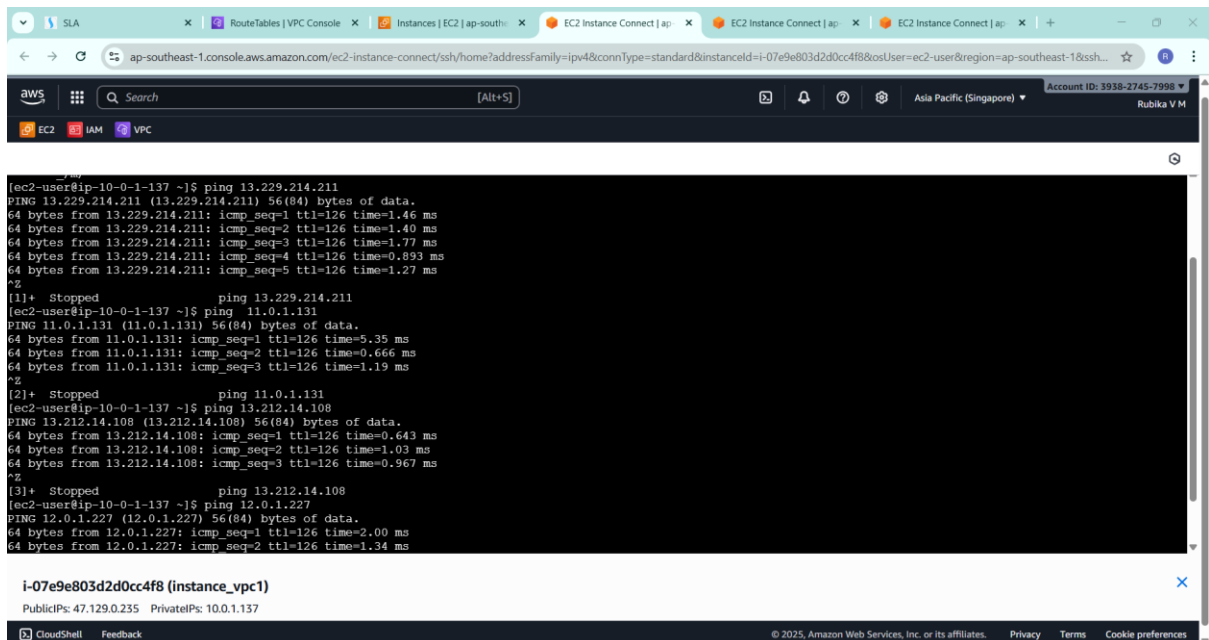 SLA
RouteTables | VPC Console
Instances | EC2 | ap-southe
EC2 Instance Connect | ap-
EC2 Instance Connect | ap-
EC2 Instance Connect | ap-
ap-southeast-1.console.aws.amazon.com/ec2-instance-connect/ssh/home?addressFamily=ipv4&connType=standard&instanceId=i-07e9e803d2d0cc4f8&osUser=ec2-user&region=ap-southeast-1&ssh...
B
aws
Search
[Alt+S]
Asia Pacific (Singapore)
Account ID: 3938-2745-7998
Rubika V M
EC2
IAM
VPC
_/m/
[ec2-user@ip-10-0-1-137 ~]$ ping 13.229.214.211
PING 13.229.214.211 (13.229.214.211) 56(84) bytes of data.
64 bytes from 13.229.214.211: icmp_seq=1 ttl=126 time=1.46 ms
64 bytes from 13.229.214.211: icmp_seq=2 ttl=126 time=1.40 ms
64 bytes from 13.229.214.211: icmp_seq=3 ttl=126 time=1.77 ms
64 bytes from 13.229.214.211: icmp_seq=4 ttl=126 time=0.893 ms
64 bytes from 13.229.214.211: icmp_seq=5 ttl=126 time=1.27 ms
^Z
[1]+  Stopped                 ping 13.229.214.211
[ec2-user@ip-10-0-1-137 ~]$ ping  11.0.1.131
PING 11.0.1.131 (11.0.1.131) 56(84) bytes of data.
64 bytes from 11.0.1.131: icmp_seq=1 ttl=126 time=5.35 ms
64 bytes from 11.0.1.131: icmp_seq=2 ttl=126 time=0.666 ms
64 bytes from 11.0.1.131: icmp_seq=3 ttl=126 time=1.19 ms
^Z
[2]+  Stopped                 ping 11.0.1.131
[ec2-user@ip-10-0-1-137 ~]$ ping 13.212.14.108
PING 13.212.14.108 (13.212.14.108) 56(84) bytes of data.
64 bytes from 13.212.14.108: icmp_seq=1 ttl=126 time=0.643 ms
64 bytes from 13.212.14.108: icmp_seq=2 ttl=126 time=1.03 ms
64 bytes from 13.212.14.108: icmp_seq=3 ttl=126 time=0.967 ms
^Z
[3]+  Stopped                 ping 13.212.14.108
[ec2-user@ip-10-0-1-137 ~]$ ping 12.0.1.227
PING 12.0.1.227 (12.0.1.227) 56(84) bytes of data.
64 bytes from 12.0.1.227: icmp_seq=1 ttl=126 time=2.00 ms
64 bytes from 12.0.1.227: icmp_seq=2 ttl=126 time=1.34 ms
i-07e9e803d2d0cc4f8 (instance_vpc1)
PublicIPs: 47.129.0.235 PrivateIPs: 10.0.1.137
CloudShell Feedback © 2025, Amazon Web Services, Inc. or its affiliates. Privacy Terms Cookie preferences